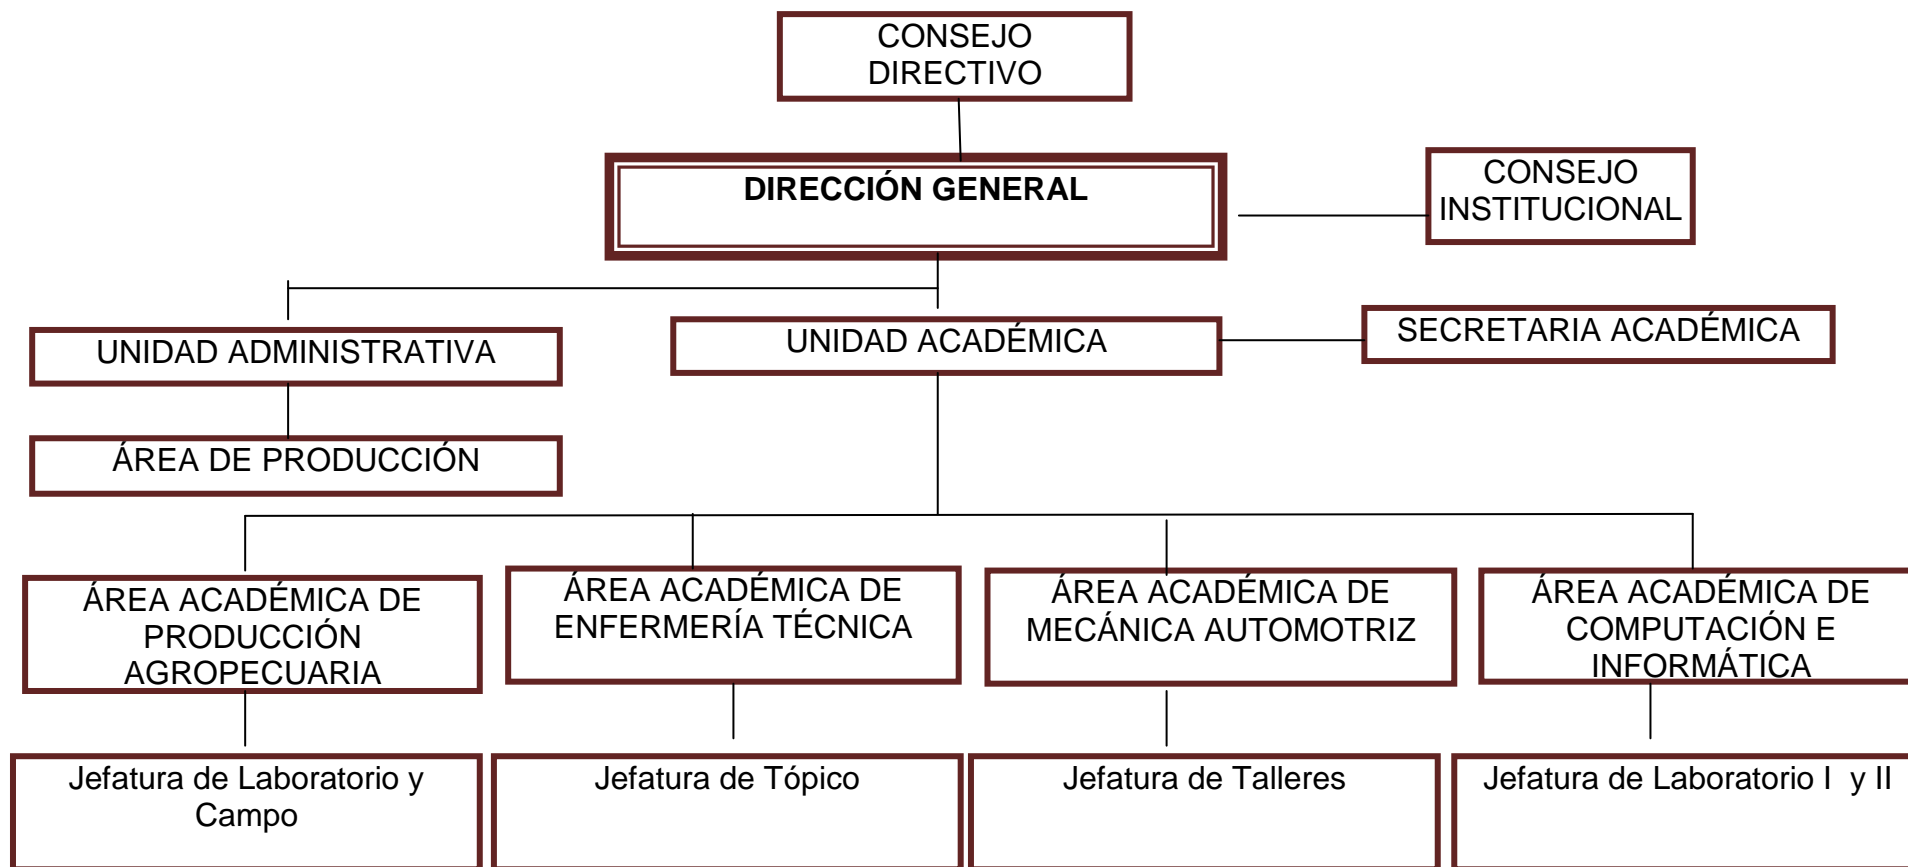 CONSEJO
DIRECTIVO
DIRECCIÓN GENERAL
CONSEJO
INSTITUCIONAL
UNIDAD ADMINISTRATIVA
UNIDAD ACADÉMICA
SECRETARIA ACADÉMICA
ÁREA DE PRODUCCIÓN
ÁREA ACADÉMICA DE
PRODUCCIÓN
AGROPECUARIA
ÁREA ACADÉMICA DE
ENFERMERÍA TÉCNICA
ÁREA ACADÉMICA DE
MECÁNICA AUTOMOTRIZ
ÁREA ACADÉMICA DE
COMPUTACIÓN E
INFORMÁTICA
Jefatura de Laboratorio y
Campo
Jefatura de Tópico
Jefatura de Talleres
Jefatura de Laboratorio I  y II